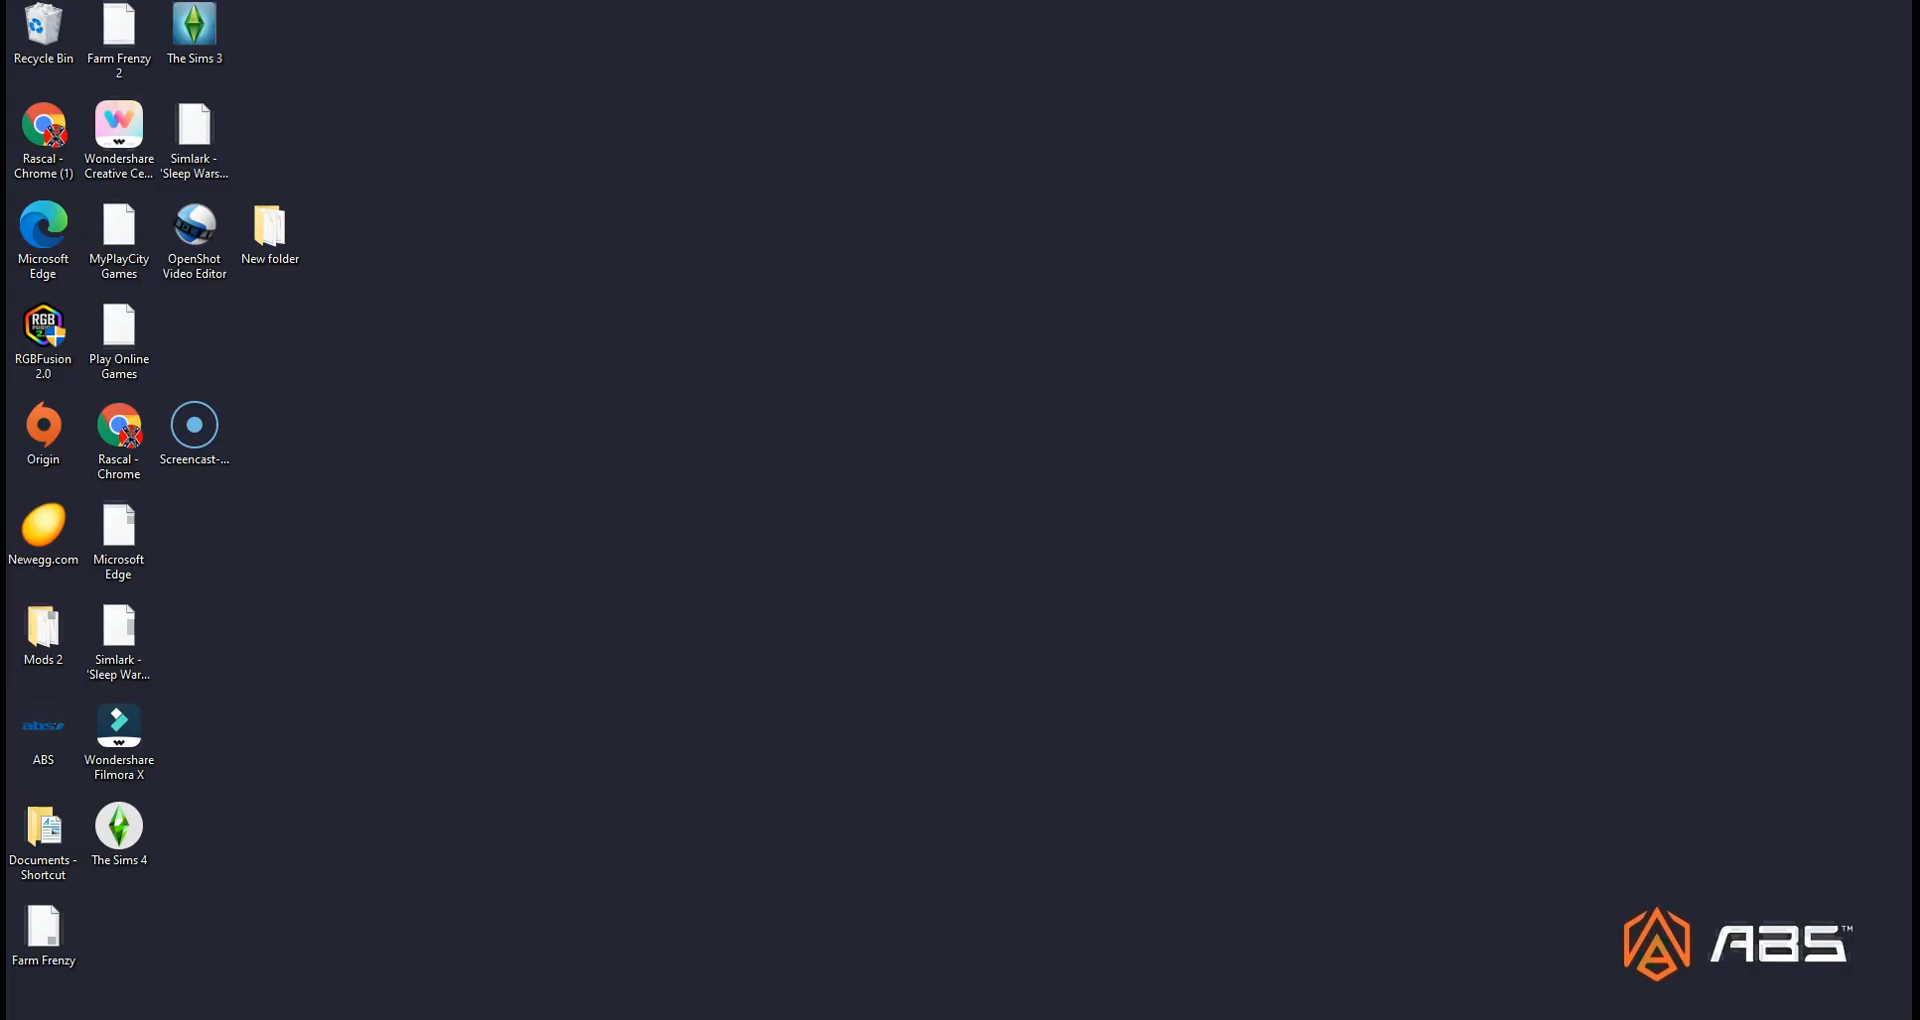 Recycle Bin
Farm Frenzy
2
The Sims 3
Rascal -
Chrome (1)
Wondershare
Creative Ce...
Simlark -
'Sleep Wars...
Microsoft
Edge
MyPlayCity
Games
OpenShot
Video Editor
New folder
RGB
RGBFusion
2.0
Play Online
Games
Origin
Rascal -
Chrome
Screencast-...
Newegg.com
Microsoft
Edge
Mods 2
Simlark -
'Sleep War...
abs
ABS
Wondershare
Filmora X
Documents -
Shortcut
The Sims 4
Farm Frenzy
ABS™